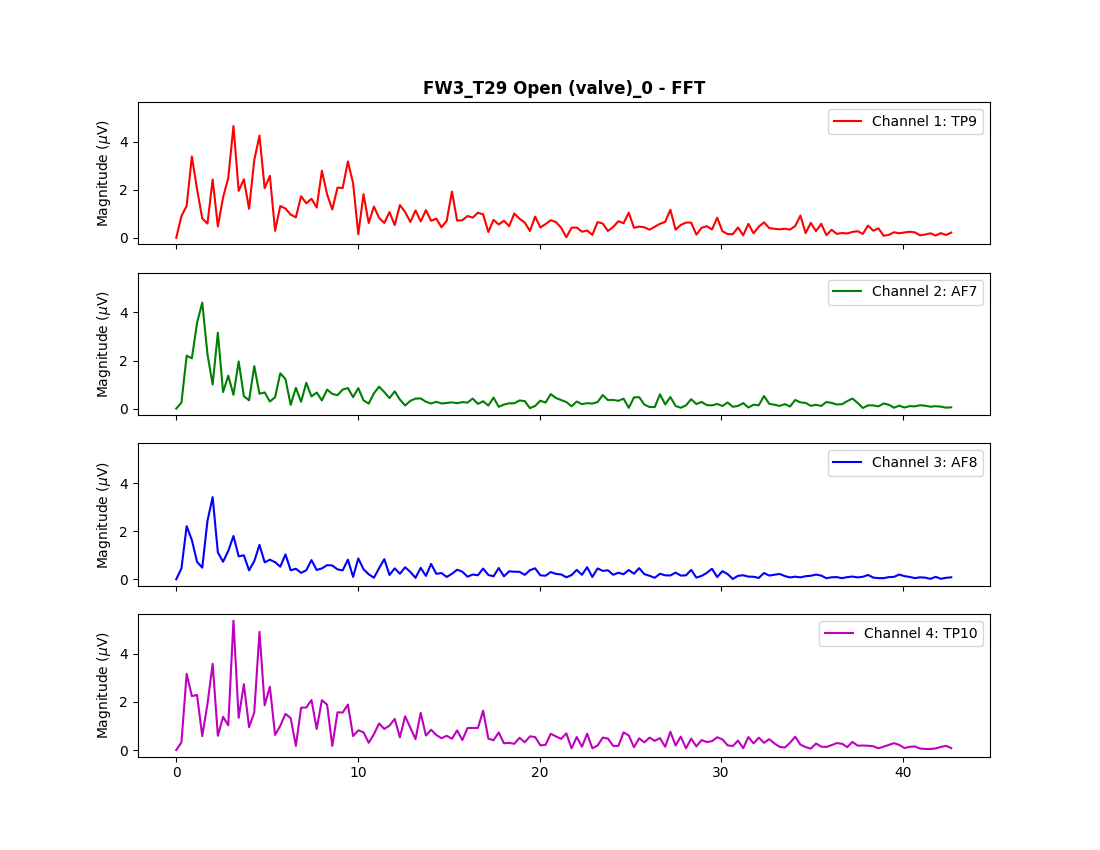 FW3_T29 Open (valve)_0 - FFT
Magnitude (μV)
4
2
0
Channel 1: TP9
Magnitude (μV)
4
2
0
Channel 2: AF7
Magnitude (μV)
4
2
0
Channel 3: AF8
Magnitude (μV)
4
2
0
Channel 4: TP10
0 10 20 30 40